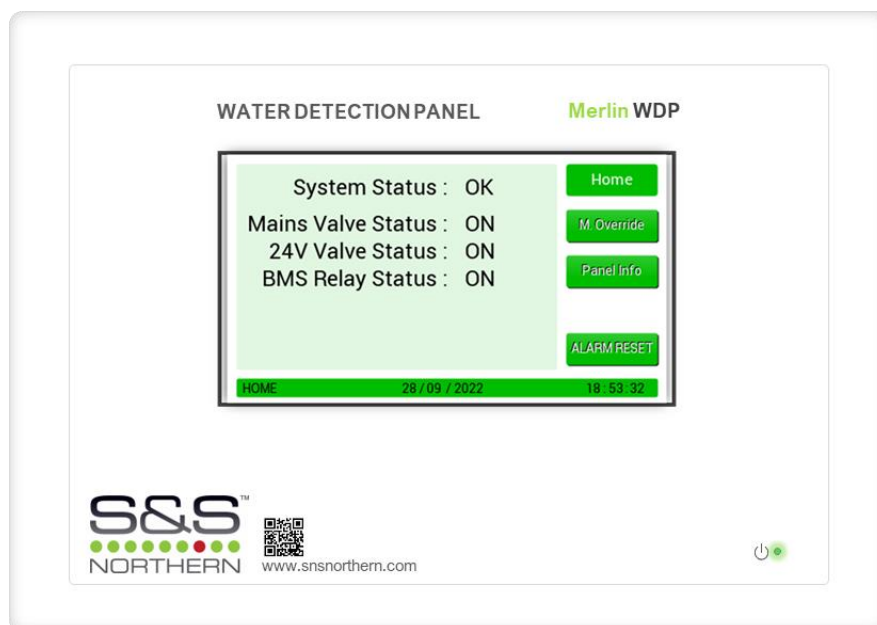 WATER DETECTION PANEL
Merlin WDP
System Status : OK
Mains Valve Status : ON
24V Valve Status : ON
BMS Relay Status : ON
Home
M. Override
Panel Info
ALARM RESET
HOME 28 / 09 / 2022 18 : 53 : 32
S&S™
NORTHERN
www.snsnorthern.com